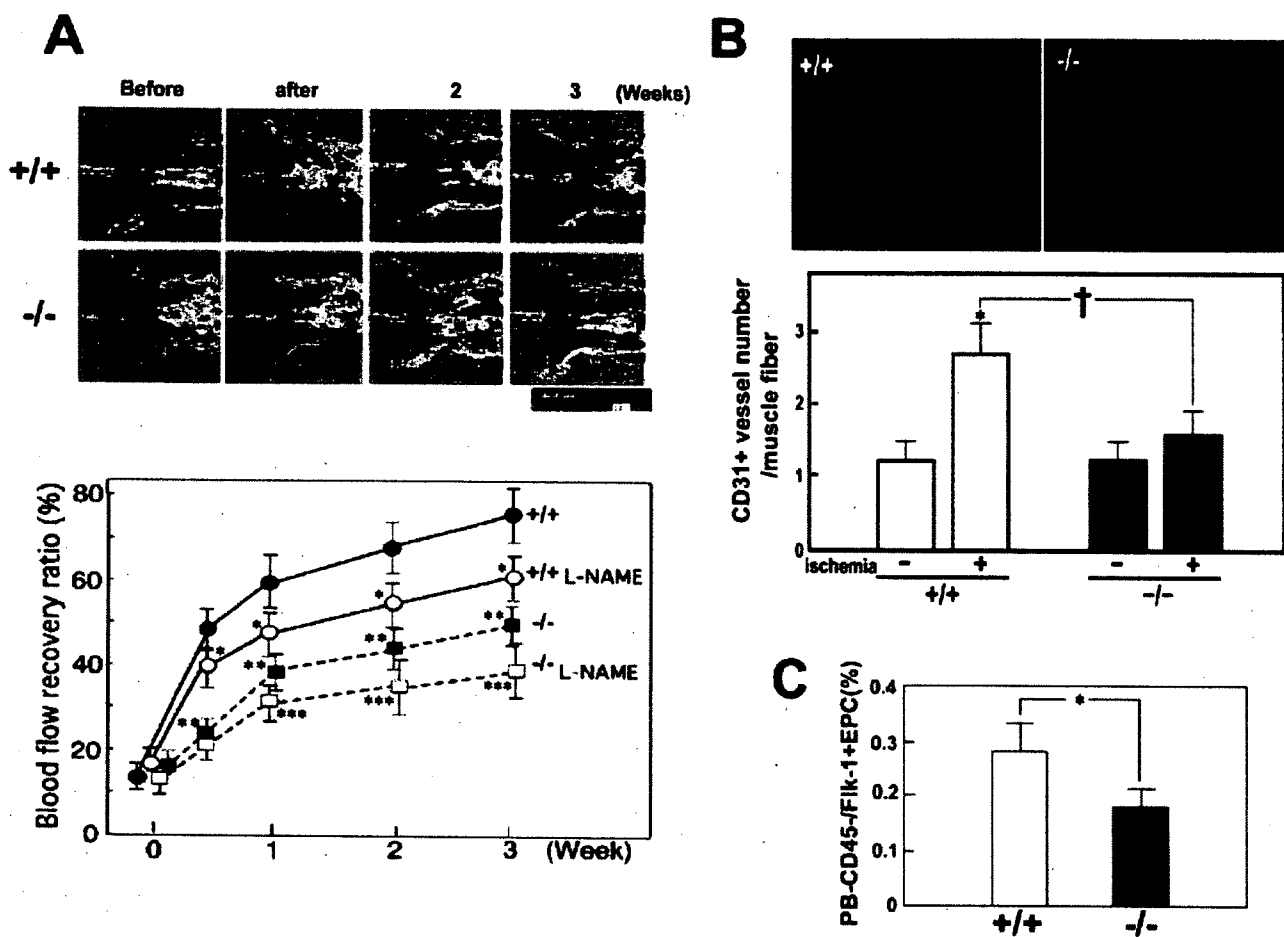 A
Before after 2 3 (Weeks)
+/+
-/-
Blood flow recovery ratio (%)
80
60
40
20
0
+/+
* +/+ L-NAME
** -/-
*** -/- L-NAME
* * *
** ** **
*** ***
0 1 2 3 (Week)
B
+/+ -/-
CD31+ vessel number
/muscle fiber
3
2
1
0
* †
Ischemia - + - +
+/+ -/-
C
PB-CD45-/Flk-1+EPC(%)
0.4
0.3
0.2
0.1
0
*
+/+ -/-